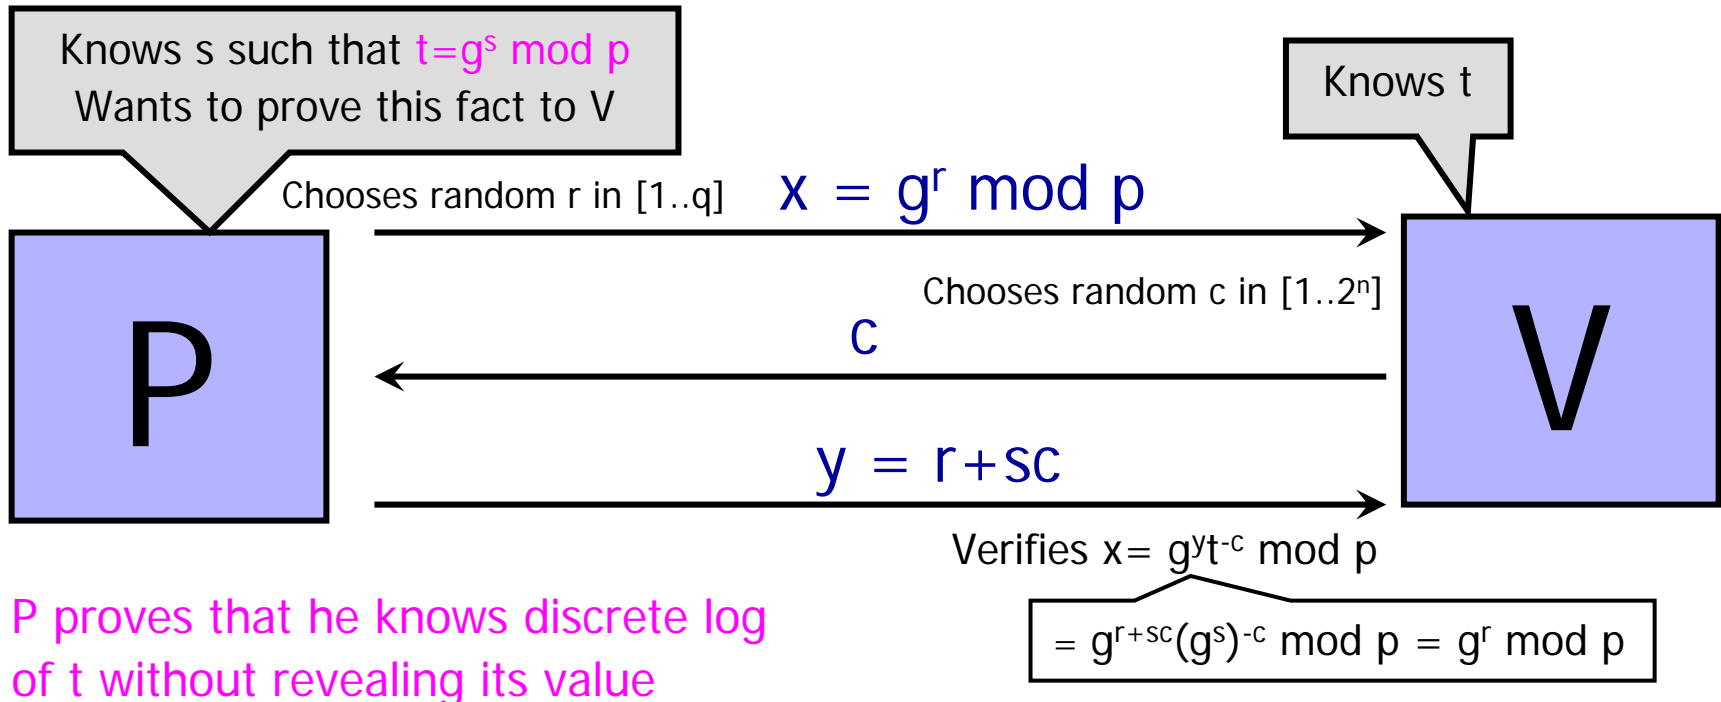 Knows s such that t=gˢ mod p
Wants to prove this fact to V
Knows t
Chooses random r in [1..q]
x = gʳ mod p
Chooses random c in [1..2ⁿ]
c
P
V
y = r+sc
Verifies x= gʸt⁻ᶜ mod p
= gʳ⁺ˢᶜ(gˢ)⁻ᶜ mod p = gʳ mod p
P proves that he knows discrete log
of t without revealing its value